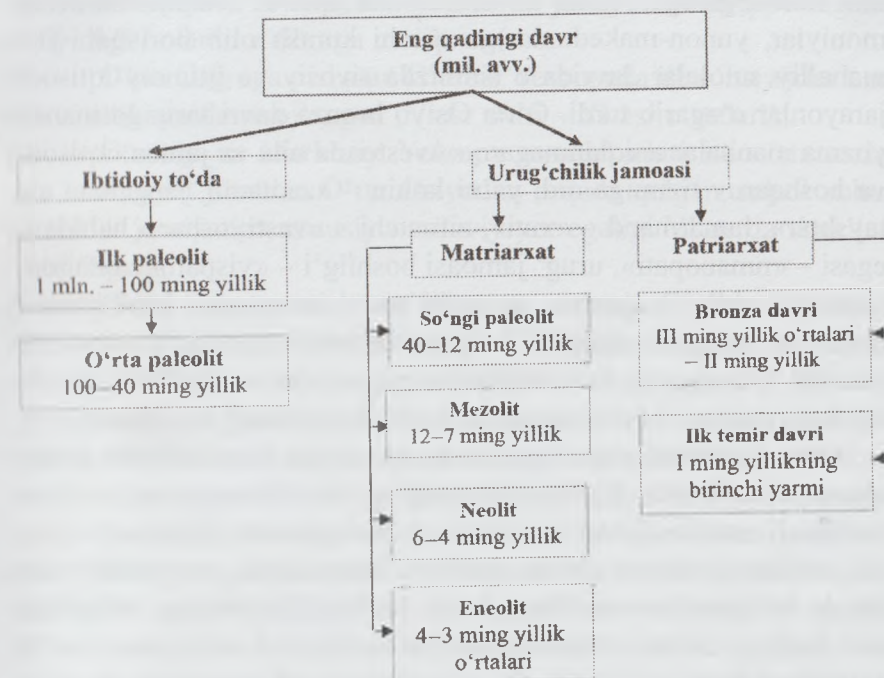 Eng qadimgi davr
(mil. avv.)
Ibtidoiy to‘da
Urug‘chilik jamoasi
Ilk paleolit
1 mln. – 100 ming yillik
O‘rta paleolit
100–40 ming yillik
Matriarxat
Patriarxat
So‘ngi paleolit
40–12 ming yillik
Mezolit
12–7 ming yillik
Neolit
6–4 ming yillik
Eneolit
4–3 ming yillik
o‘rtalari
Bronza davri
III ming yillik o‘rtalari
– II ming yillik
Ilk temir davri
I ming yillikning
birinchi yarmi